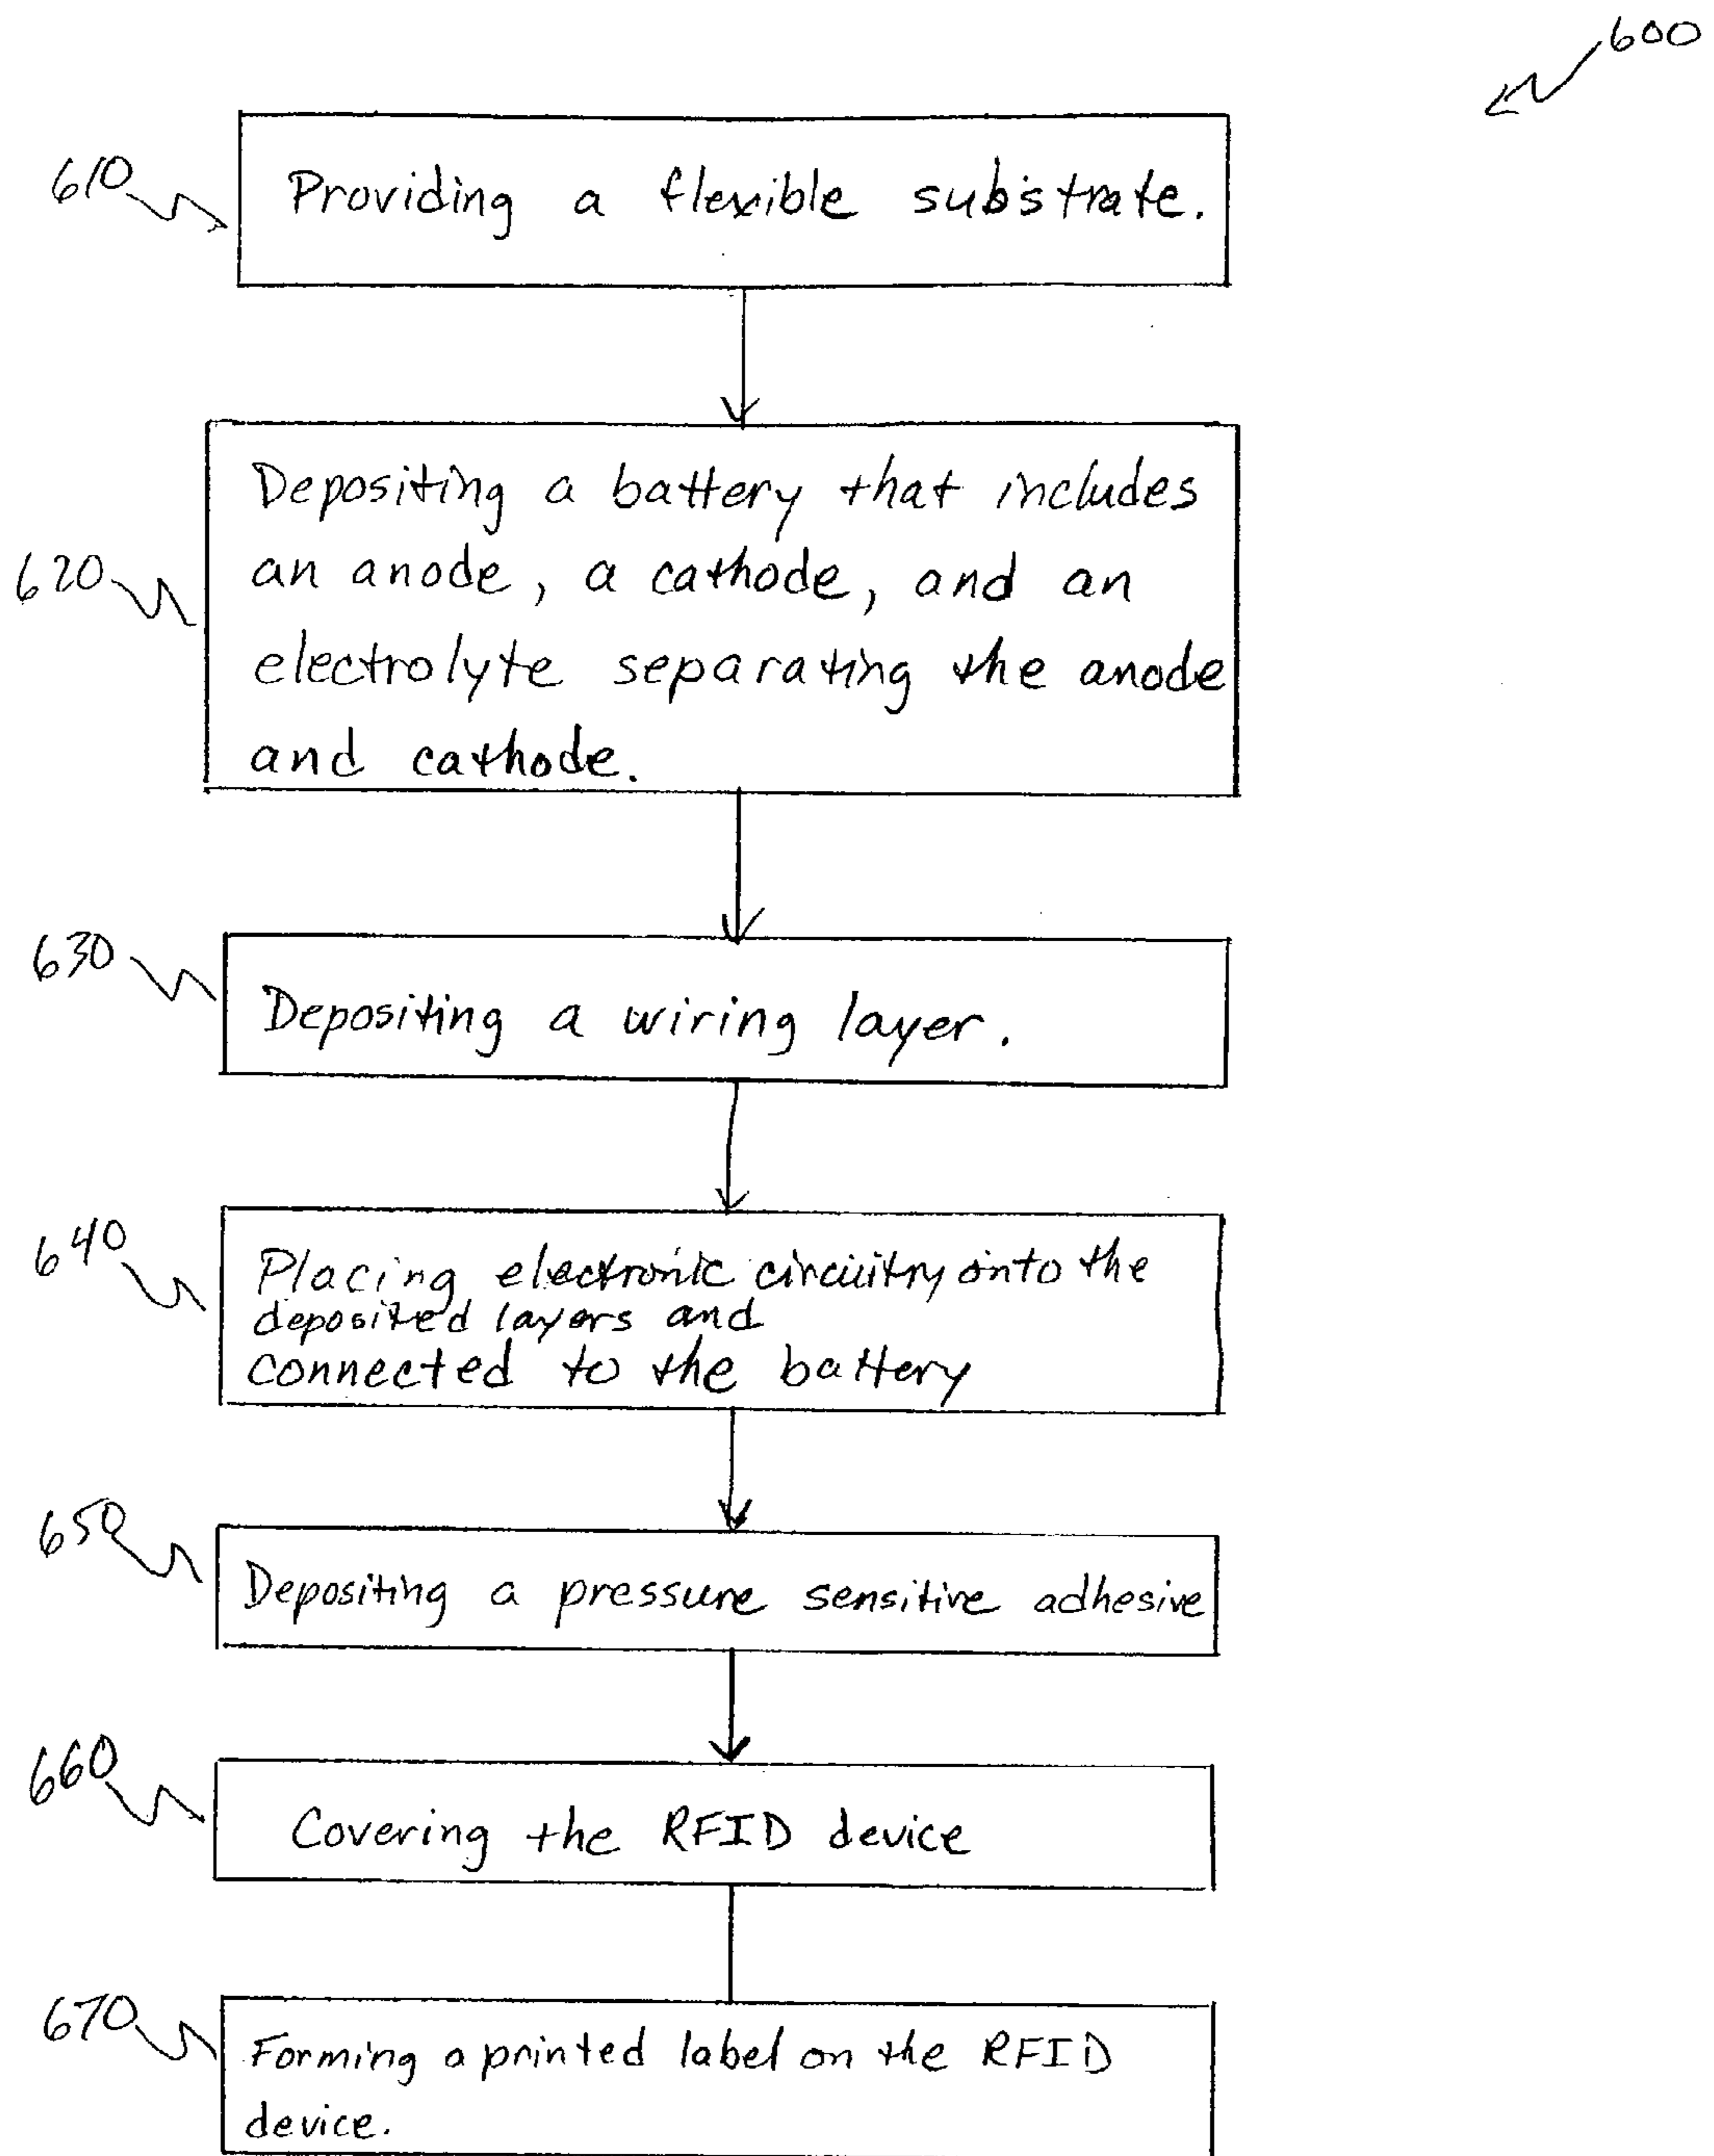 600
610
Providing a flexible substrate.
620
Depositing a battery that includes
an anode, a cathode, and an
electrolyte separating the anode
and cathode.
630
Depositing a wiring layer.
640
Placing electronic circuitry onto the
deposited layers and
connected to the battery
650
Depositing a pressure sensitive adhesive
660
Covering the RFID device
670
Forming a printed label on the RFID
device.